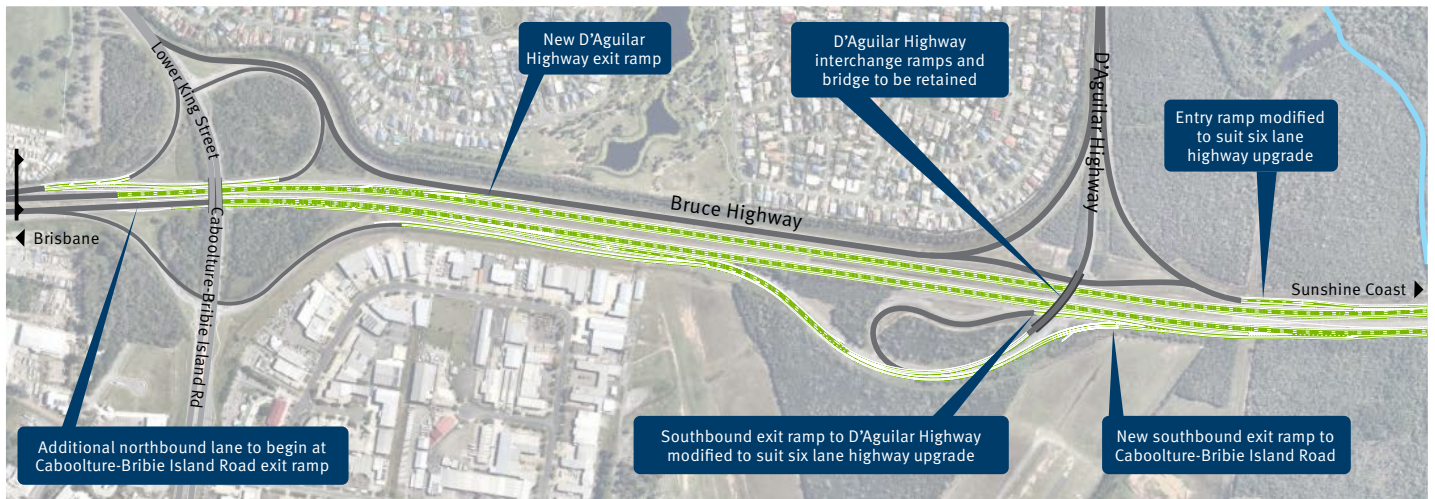 New D’Aguilar
Highway exit ramp
D’Aguilar Highway
interchange ramps and
bridge to be retained
Entry ramp modified
to suit six lane
highway upgrade
Lower King Street
D’Aguilar Highway
Bruce Highway
Caboolture-Bribie Island Rd
Brisbane
Sunshine Coast
Additional northbound lane to begin at
Caboolture-Bribie Island Road exit ramp
Southbound exit ramp to D’Aguilar Highway
modified to suit six lane highway upgrade
New southbound exit ramp to
Caboolture-Bribie Island Road